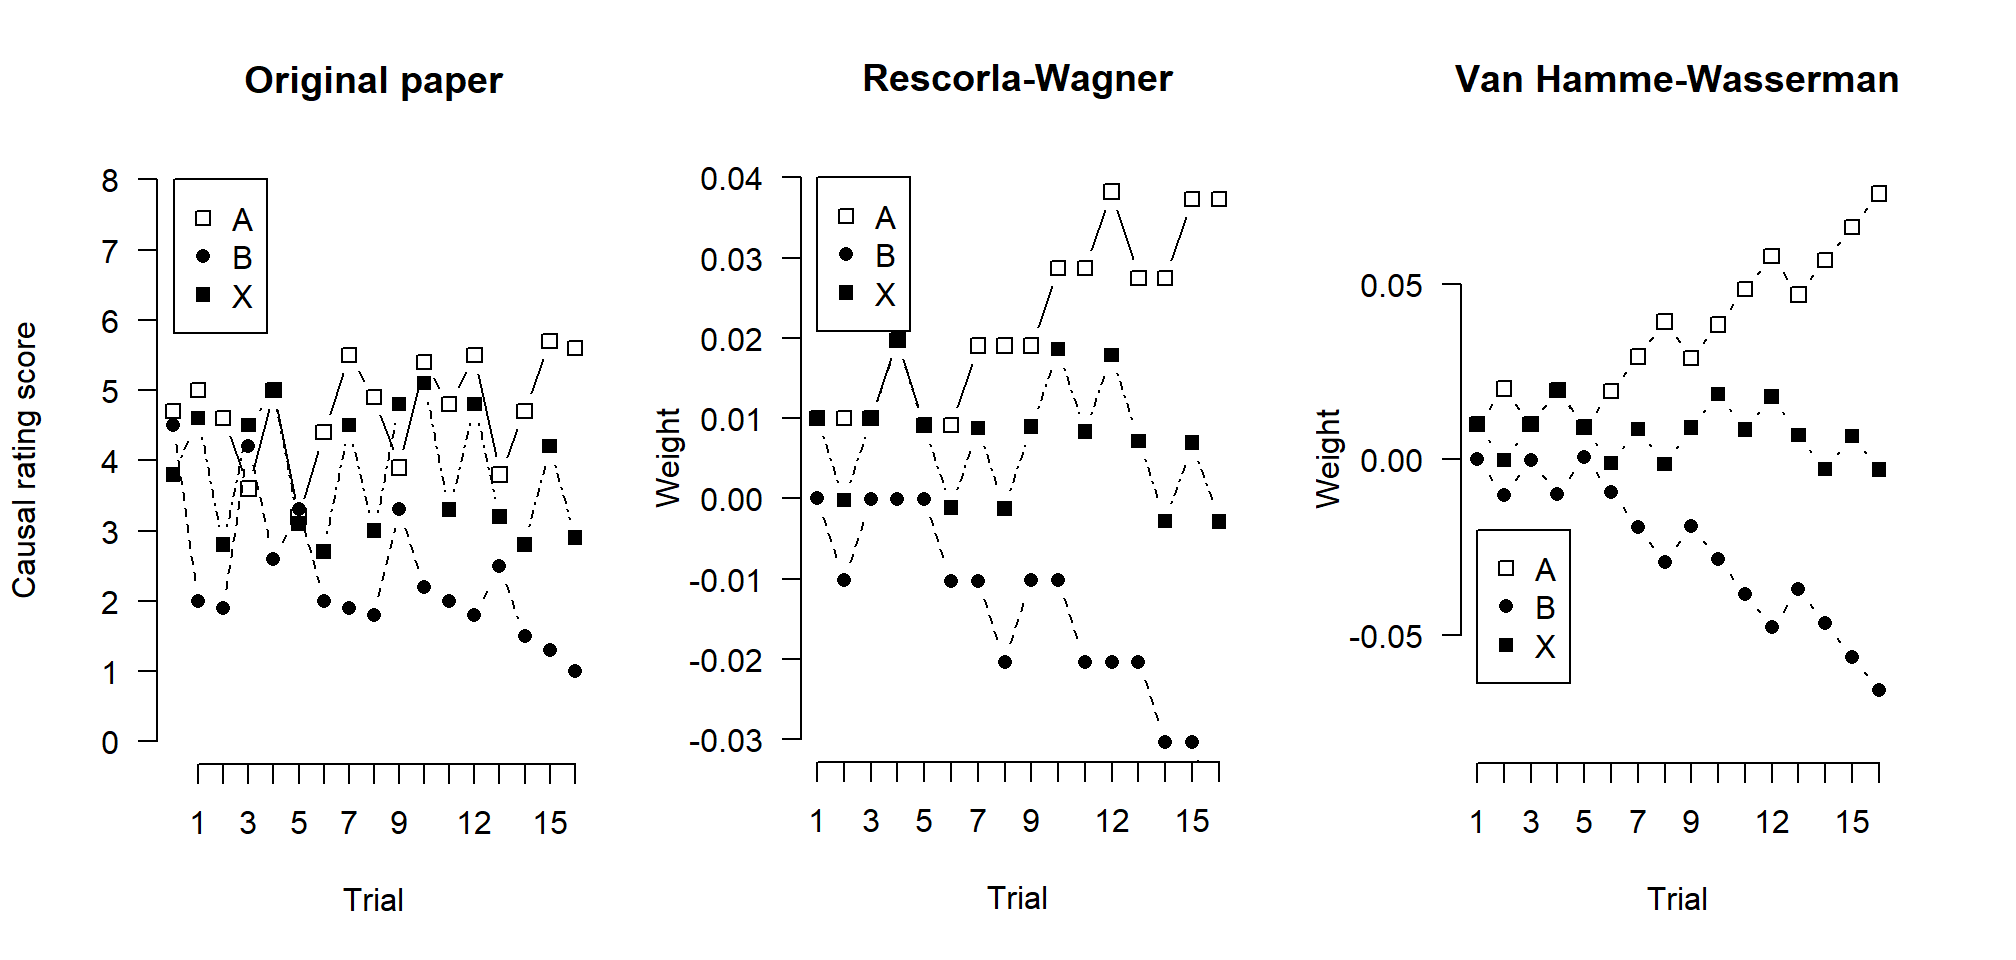 Original paper
Causal rating score
8
7
6
5
4
3
2
1
0
A
B
X
1 3 5 7 9 12 15
Trial
Rescorla-Wagner
Weight
0.04
0.03
0.02
0.01
0.00
-0.01
-0.02
-0.03
A
B
X
1 3 5 7 9 12 15
Trial
Van Hamme-Wasserman
Weight
0.05
0.00
-0.05
A
B
X
1 3 5 7 9 12 15
Trial